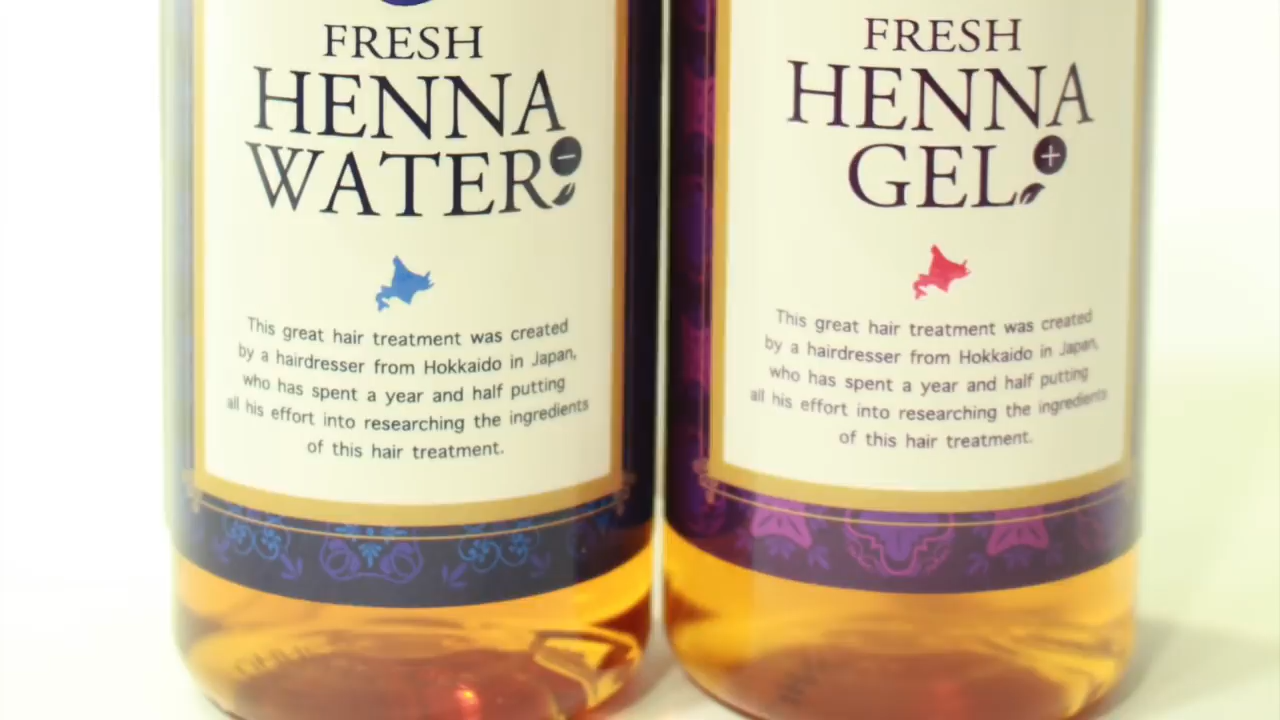 FRESH
HENNA
WATER
This great hair treatment was created
by a hairdresser from Hokkaido in Japan,
who has spent a year and half putting
all his effort into researching the ingredients
of this hair treatment.
FRESH
HENNA
GEL
This great hair treatment was created
by a hairdresser from Hokkaido in Japan,
who has spent a year and half putting
all his effort into researching the ingredients
of this hair treatment.